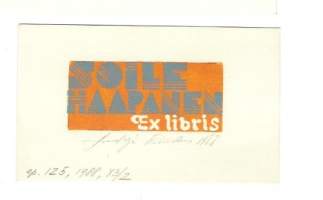 SOILE
HAAPANEN
Ex libris
op. 125, 1988, X3/2